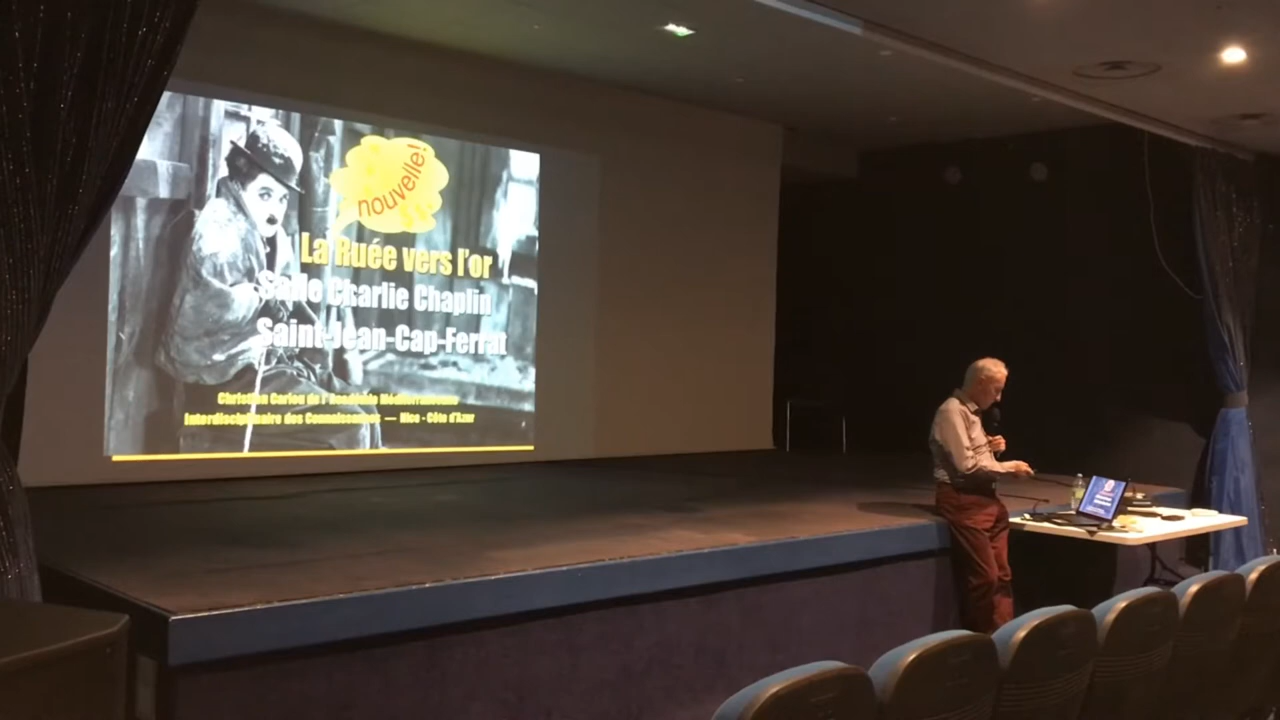 nouvelle!
La Ruée vers l'or
Salle Charlie Chaplin
Saint-Jean-Cap-Ferrat
Christian Cariou de l'Académie Méditerranéenne
Interdisciplinaire des Connaissances — Nice - Côte d'Azur